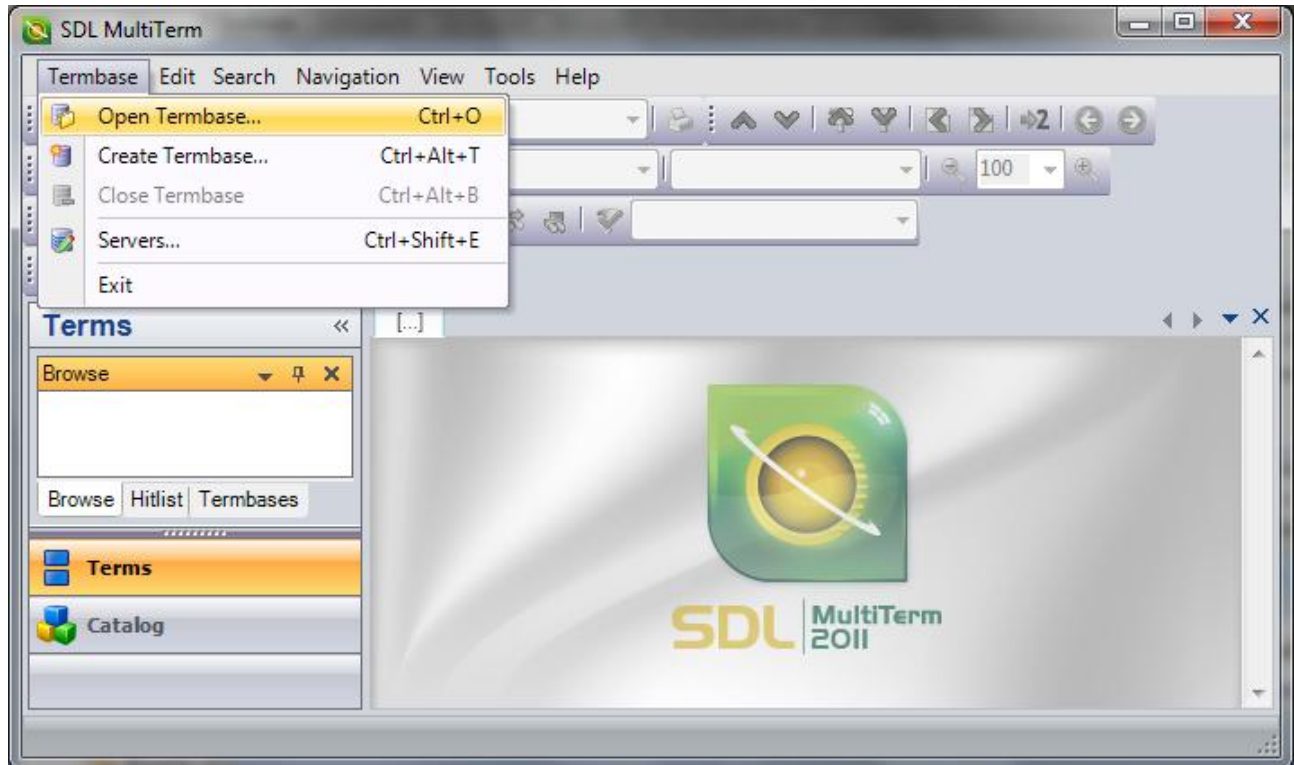 SDL MultiTerm
Termbase Edit Search Navigation View Tools Help
Open Termbase... Ctrl+O
Create Termbase... Ctrl+Alt+T
Close Termbase Ctrl+Alt+B
Servers... Ctrl+Shift+E
Exit
2
100
Terms
[...]
Browse
Browse Hitlist Termbases
Terms
Catalog
SDL MultiTerm
2011